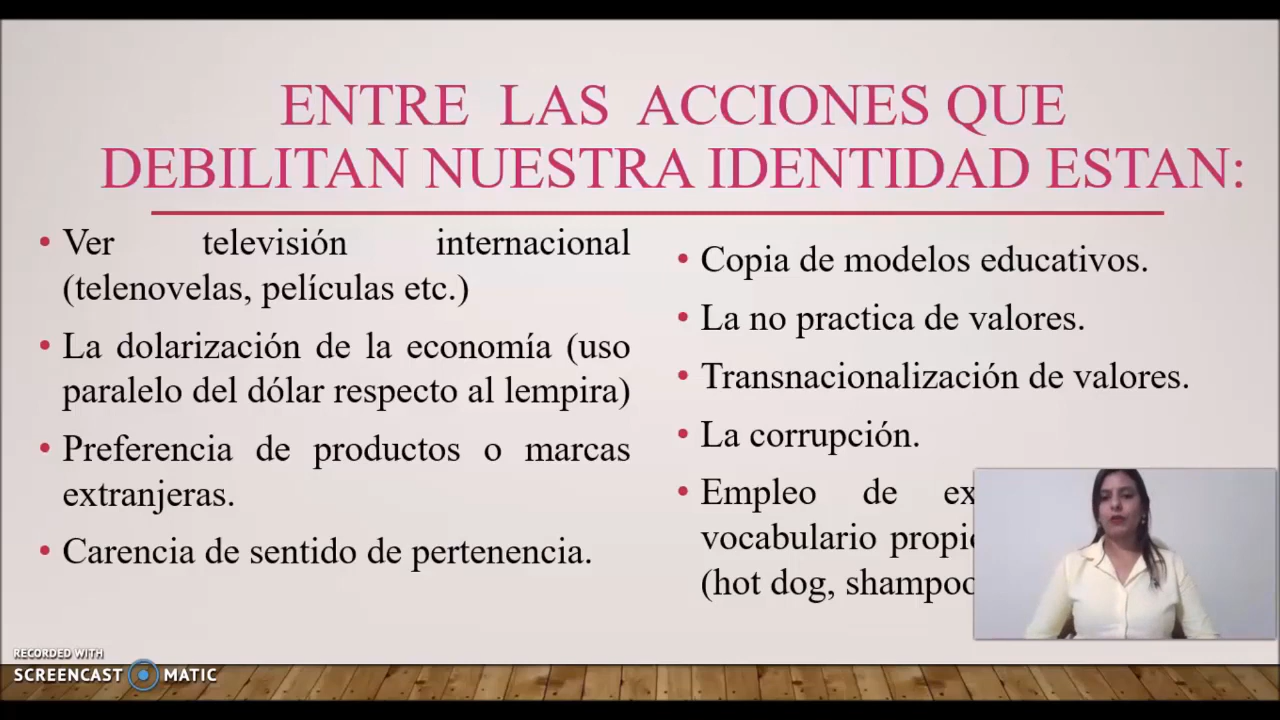 ENTRE LAS ACCIONES QUE
DEBILITAN NUESTRA IDENTIDAD ESTAN:
• Ver televisión internacional
(telenovelas, películas etc.)
• La dolarización de la economía (uso
paralelo del dólar respecto al lempira)
• Preferencia de productos o marcas
extranjeras.
• Carencia de sentido de pertenencia.
• Copia de modelos educativos.
• La no practica de valores.
• Transnacionalización de valores.
• La corrupción.
• Empleo de
vocabulario
(hot dog, shampoo
RECORDED WITH
SCREENCAST MATIC